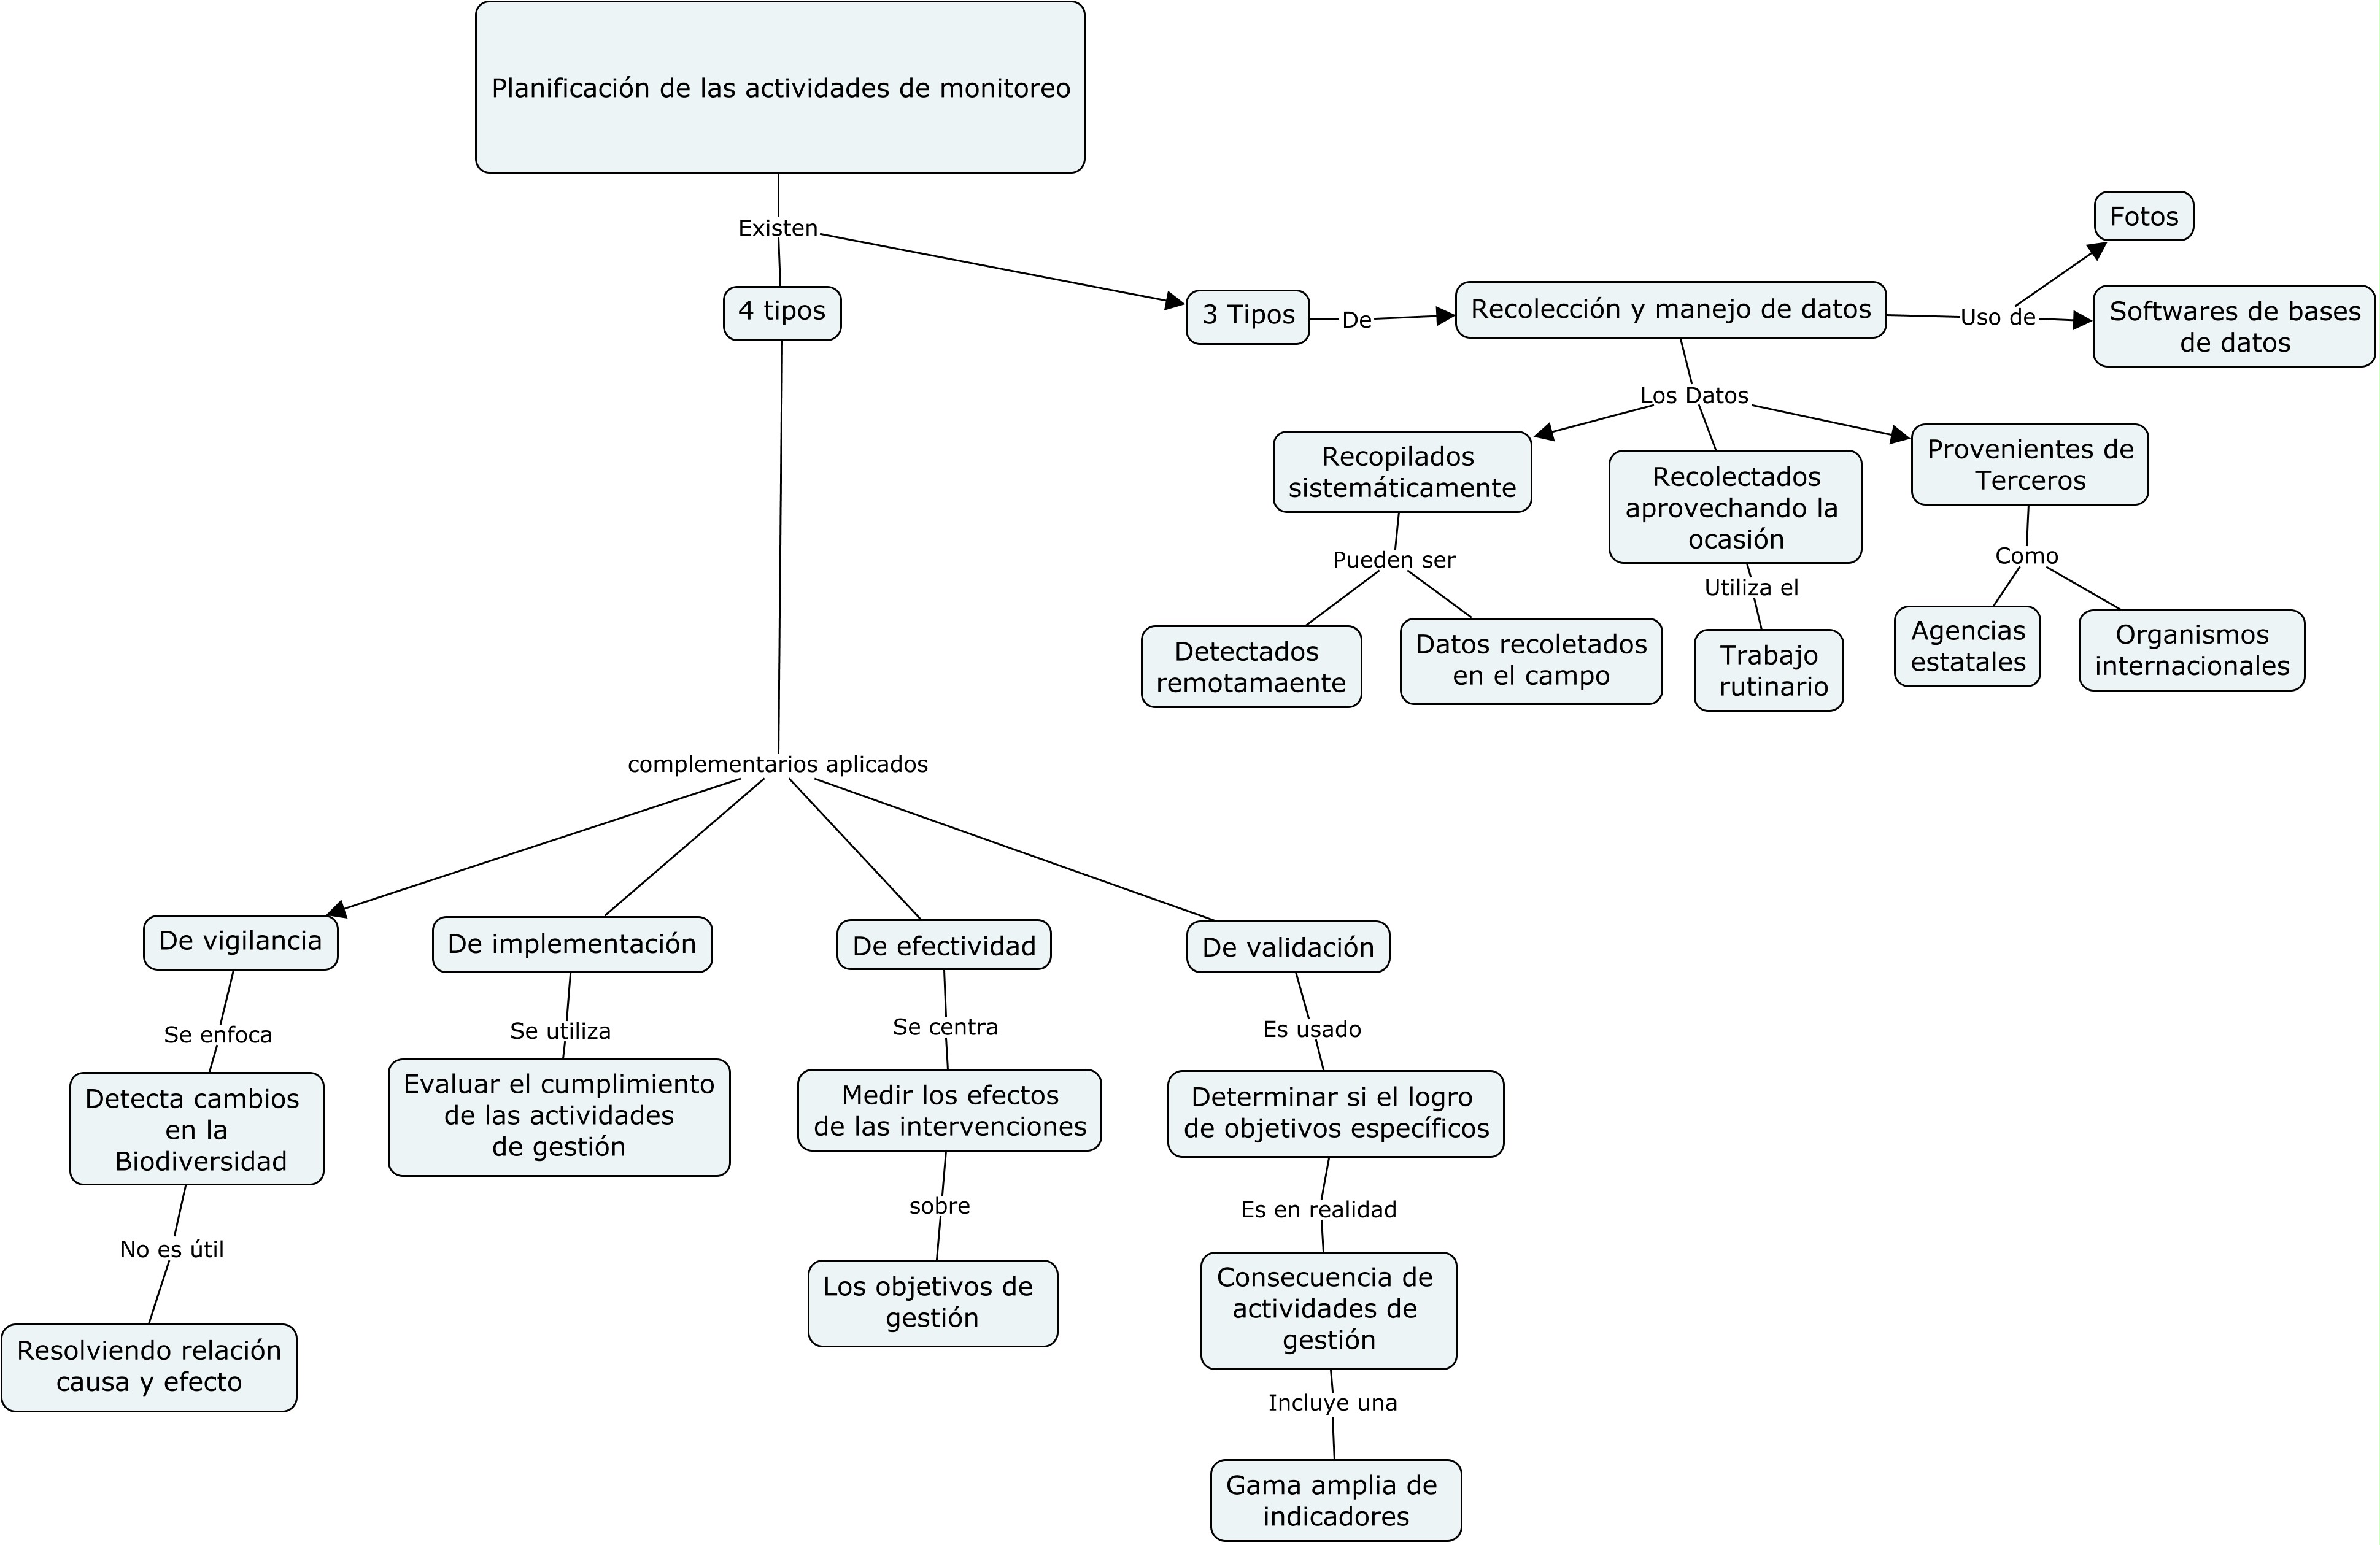 Planificación de las actividades de monitoreo
Existen
4 tipos
3 Tipos
De
Recolección y manejo de datos
Uso de
Fotos
Softwares de bases
de datos
Los Datos
Recopilados
sistemáticamente
Recolectados
aprovechando la
ocasión
Provenientes de
Terceros
Pueden ser
Utiliza el
Como
Detectados
remotamaente
Datos recoletados
en el campo
Trabajo
rutinario
Agencias
estatales
Organismos
internacionales
complementarios aplicados
De vigilancia
De implementación
De efectividad
De validación
Se enfoca
Se utiliza
Se centra
Es usado
Detecta cambios
en la
Biodiversidad
Evaluar el cumplimiento
de las actividades
de gestión
Medir los efectos
de las intervenciones
Determinar si el logro
de objetivos específicos
No es útil
sobre
Es en realidad
Resolviendo relación
causa y efecto
Los objetivos de
gestión
Consecuencia de
actividades de
gestión
Incluye una
Gama amplia de
indicadores